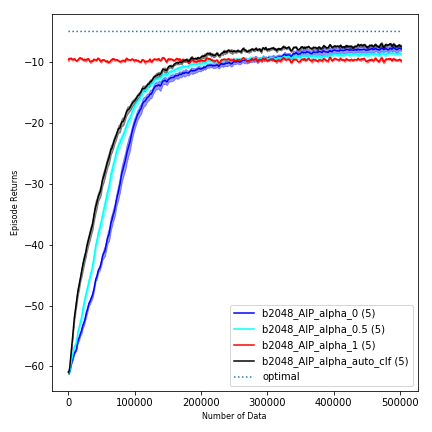 −10
−20
−30
−40
−50
−60
Episode Returns
0
100000
200000
300000
400000
500000
Number of Data
b2048_AIP_alpha_0 (5)
b2048_AIP_alpha_0.5 (5)
b2048_AIP_alpha_1 (5)
b2048_AIP_alpha_auto_clf (5)
optimal